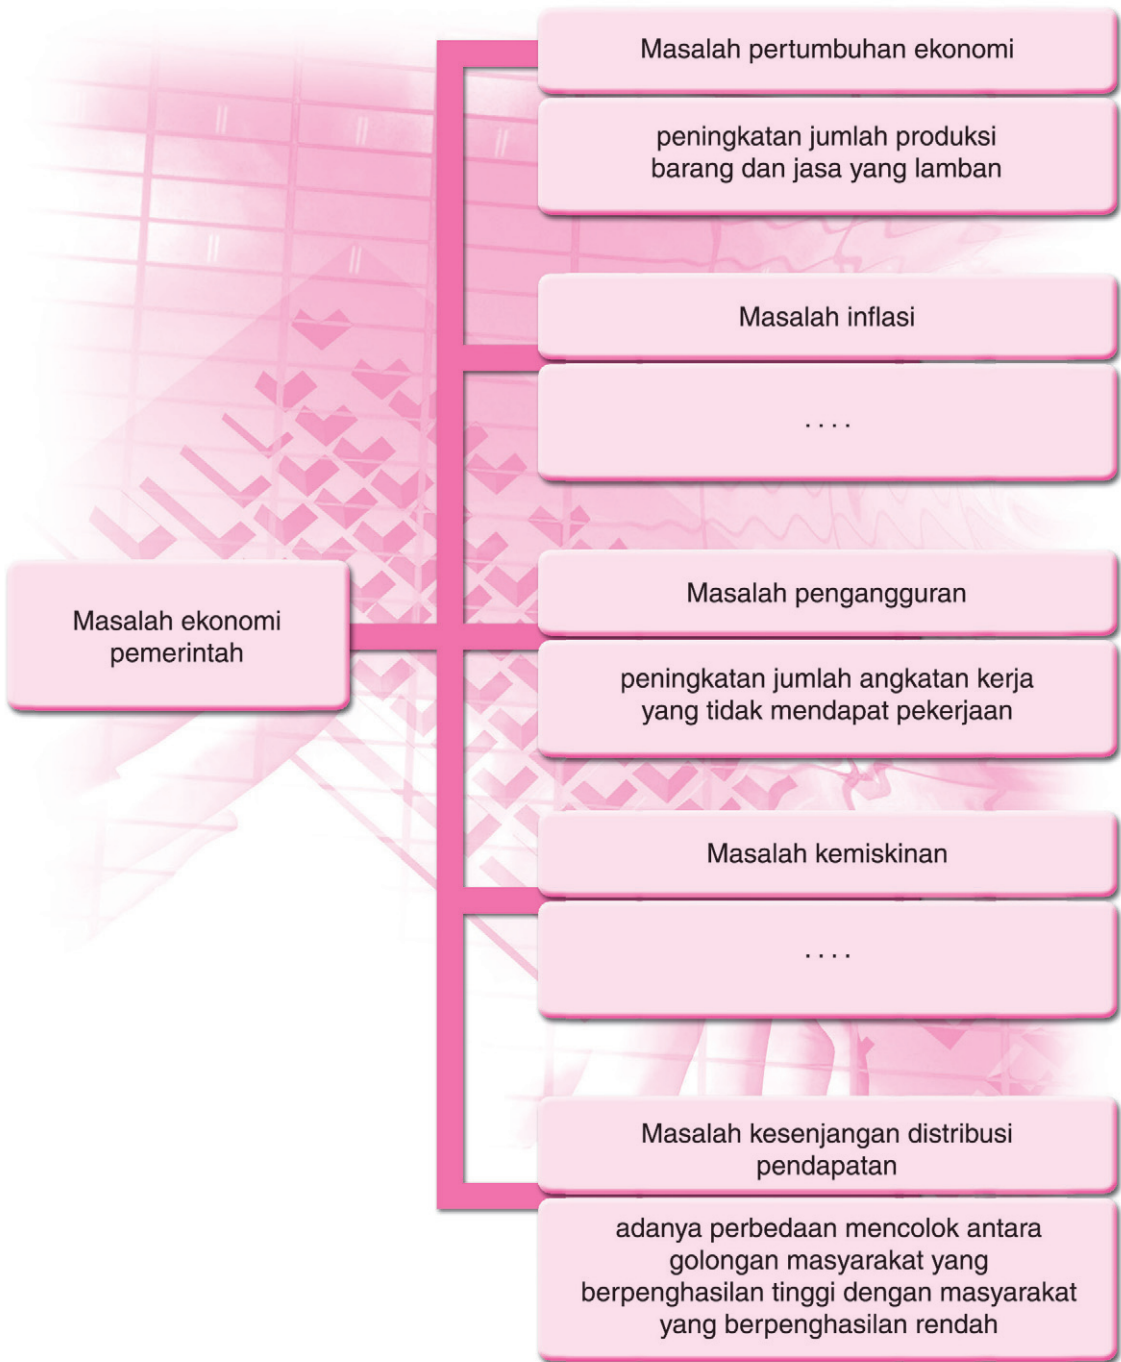 Masalah pertumbuhan ekonomi
peningkatan jumlah produksi
barang dan jasa yang lamban
Masalah inflasi
. . . .
Masalah ekonomi
pemerintah
Masalah pengangguran
peningkatan jumlah angkatan kerja
yang tidak mendapat pekerjaan
Masalah kemiskinan
. . . .
Masalah kesenjangan distribusi
pendapatan
adanya perbedaan mencolok antara
golongan masyarakat yang
berpenghasilan tinggi dengan masyarakat
yang berpenghasilan rendah